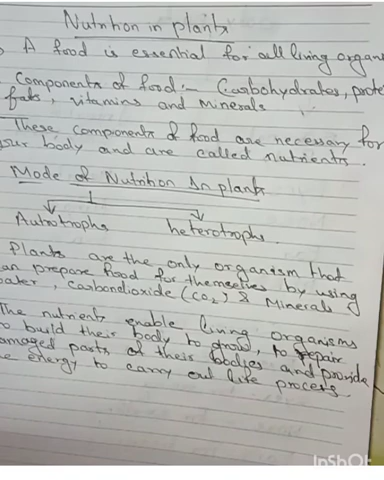 Nutrition in plants
A food is essential for all living organ
Components of food :- Carbohydrates, prote
fats, vitamins and minerals
These components of food are necessary for
our body and are called nutrients.
Mode of Nutrition In plants
Autotrophs heterotrophs.
Plants are the only organism that
can prepare food for themselves by using
water, Carbondioxide (CO2) & Minerals
The nutrients enable living organisms
to build their body to grow, to repair
damaged parts of their bodies and provide
the energy to carry out life process.
InShOt